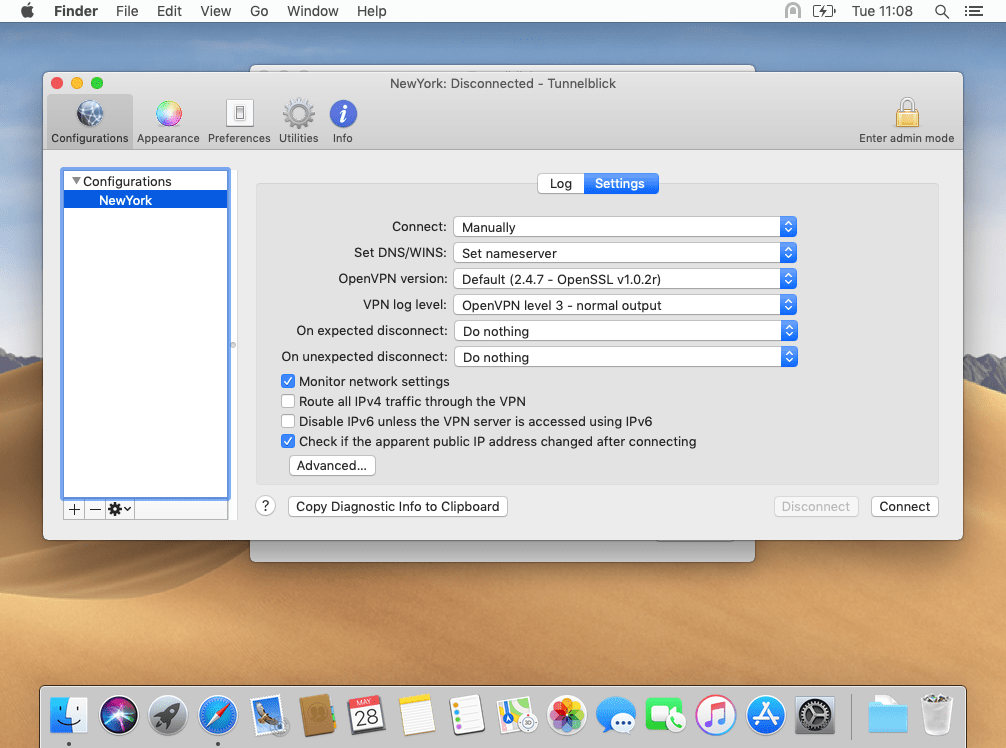 Finder File Edit View Go Window Help Tue 11:08
NewYork: Disconnected - Tunnelblick
Configurations Appearance Preferences Utilities Info Enter admin mode
Configurations
NewYork
Log Settings
Connect: Manually
Set DNS/WINS: Set nameserver
OpenVPN version: Default (2.4.7 - OpenSSL v1.0.2r)
VPN log level: OpenVPN level 3 - normal output
On expected disconnect: Do nothing
On unexpected disconnect: Do nothing
Monitor network settings
Route all IPv4 traffic through the VPN
Disable IPv6 unless the VPN server is accessed using IPv6
Check if the apparent public IP address changed after connecting
Advanced...
? Copy Diagnostic Info to Clipboard Disconnect Connect
MAY
28
3D